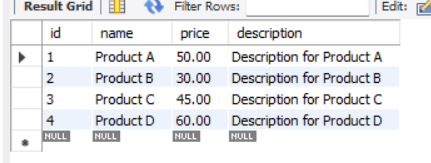 Result Grid Filter Rows: Edit:
id name price description
1 Product A 50.00 Description for Product A
2 Product B 30.00 Description for Product B
3 Product C 45.00 Description for Product C
4 Product D 60.00 Description for Product D
NULL NULL NULL NULL